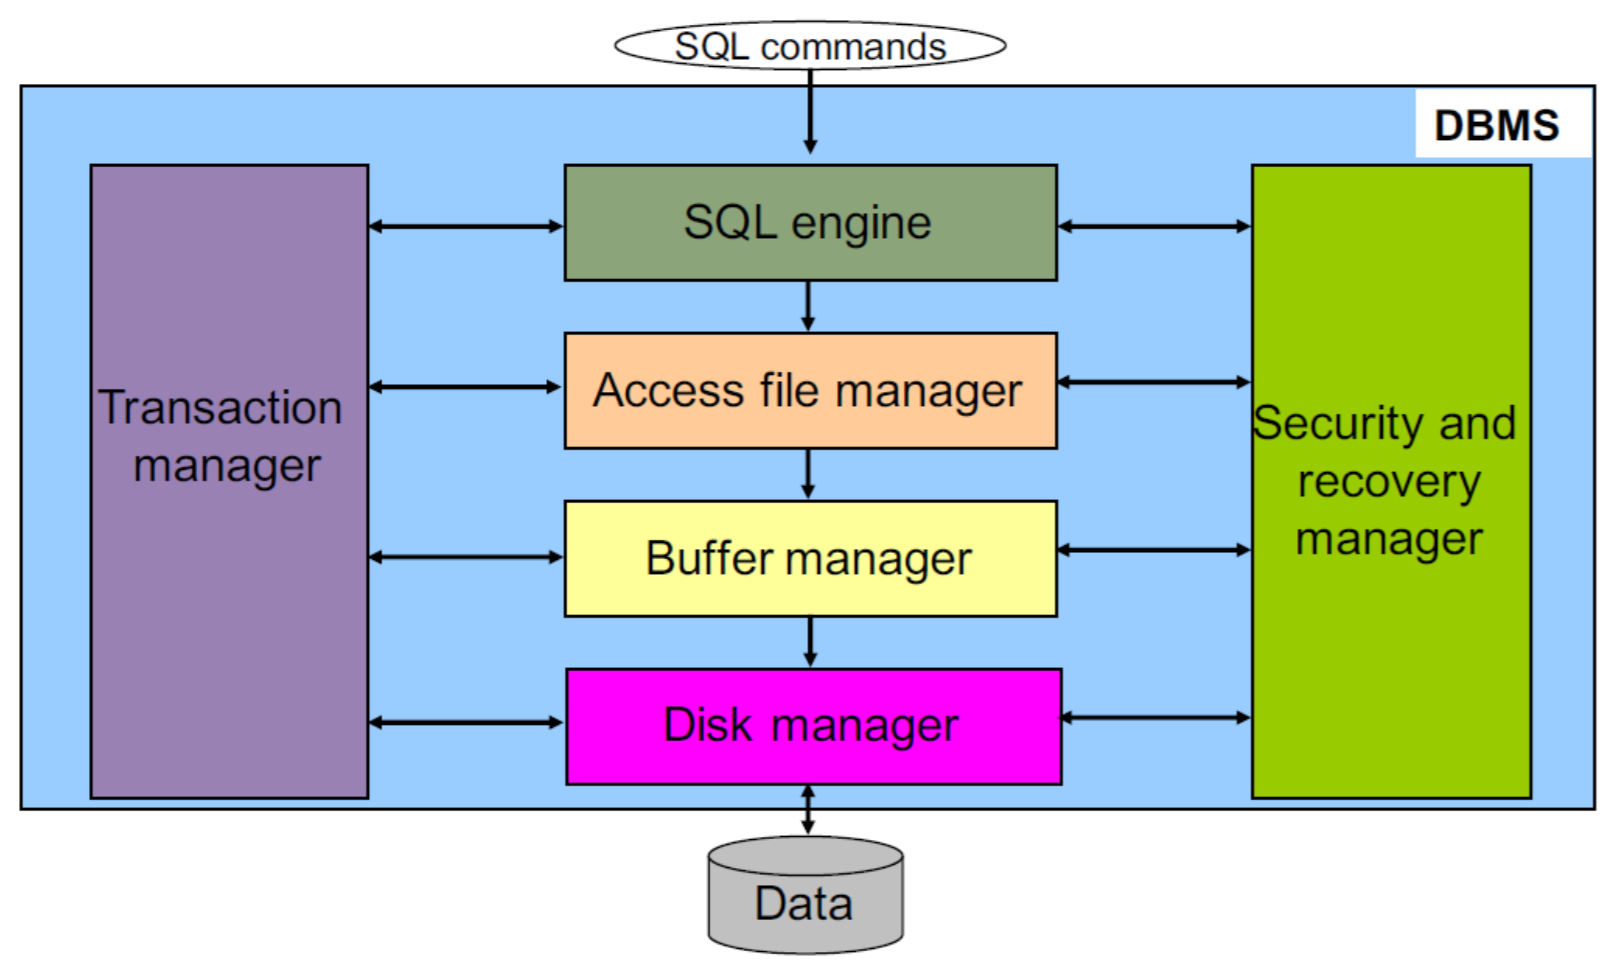 SQL commands
DBMS
SQL engine
Access file manager
Buffer manager
Disk manager
Transaction
manager
Security and
recovery
manager
Data